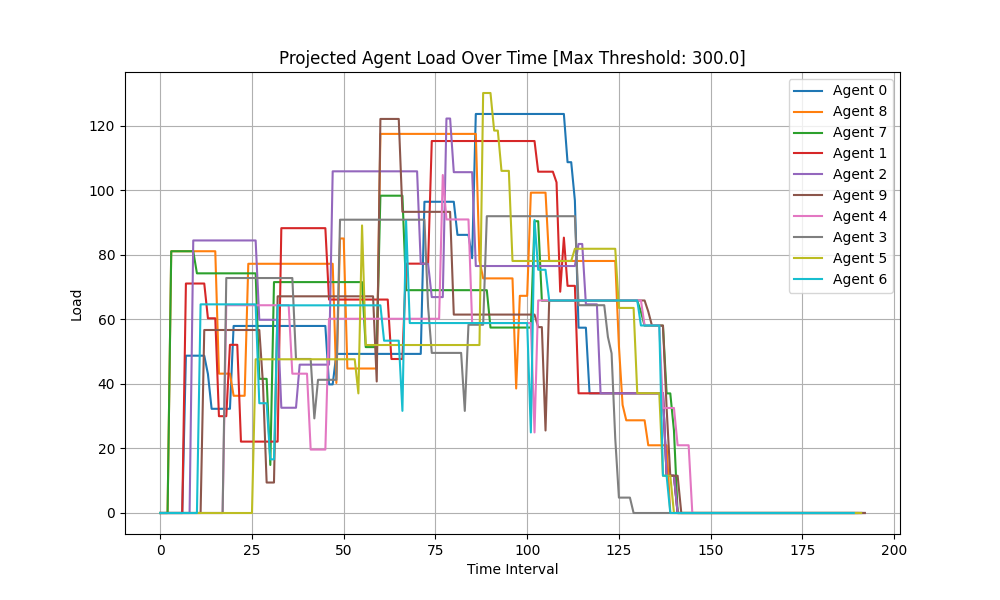 Projected Agent Load Over Time [Max Threshold: 300.0]
Load
120
100
80
60
40
20
0
0 25 50 75 100 125 150 175 200
Time Interval
Agent 0
Agent 8
Agent 7
Agent 1
Agent 2
Agent 9
Agent 4
Agent 3
Agent 5
Agent 6